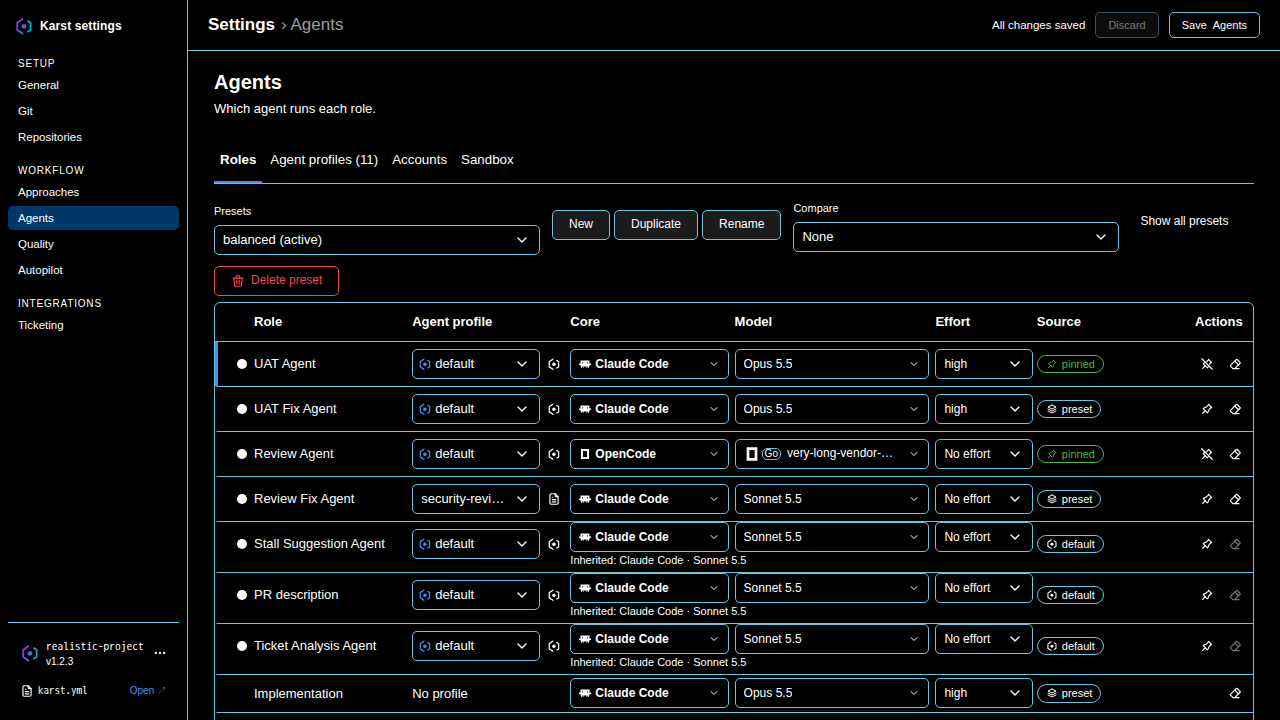 Karst settings
SETUP
General
Git
Repositories
WORKFLOW
Approaches
Agents
Quality
Autopilot
INTEGRATIONS
Ticketing
realistic-project
v1.2.3
karst.yml Open ↗
Settings › Agents
All changes saved Discard Save Agents
Agents
Which agent runs each role.
Roles Agent profiles (11) Accounts Sandbox
Presets
balanced (active)
New Duplicate Rename
Compare
None
Show all presets
Delete preset
Role Agent profile Core Model Effort Source Actions
UAT Agent default Claude Code Opus 5.5 high pinned
UAT Fix Agent default Claude Code Opus 5.5 high preset
Review Agent default OpenCode Go very-long-vendor-… No effort pinned
Review Fix Agent security-revi… Claude Code Sonnet 5.5 No effort preset
Stall Suggestion Agent default Claude Code Sonnet 5.5 No effort default
Inherited: Claude Code · Sonnet 5.5
PR description default Claude Code Sonnet 5.5 No effort default
Inherited: Claude Code · Sonnet 5.5
Ticket Analysis Agent default Claude Code Sonnet 5.5 No effort default
Inherited: Claude Code · Sonnet 5.5
Implementation No profile Claude Code Opus 5.5 high preset